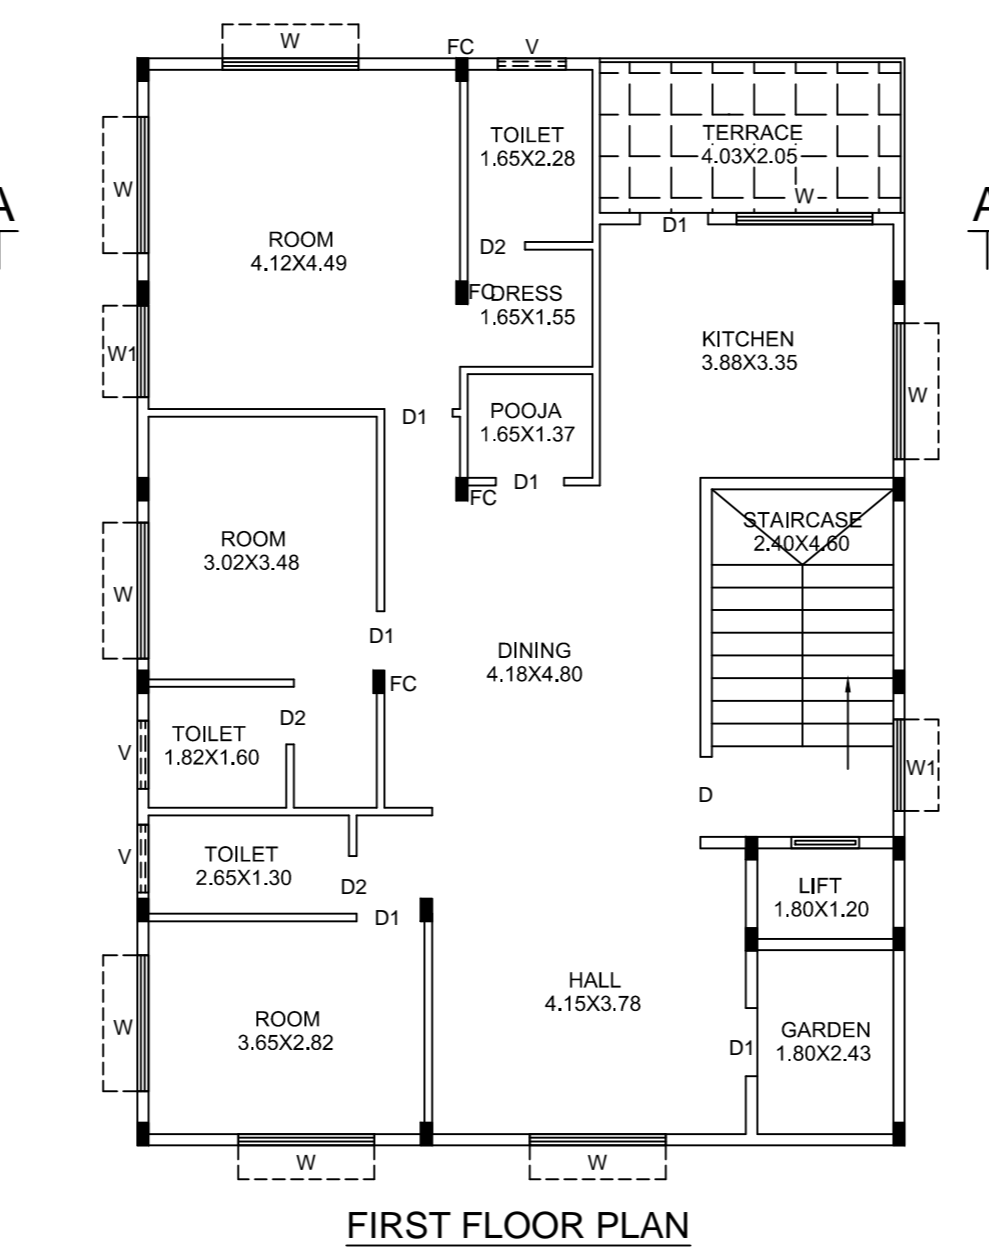 W
FC
V
TOILET
1.65X2.28
TERRACE
4.03X2.05
W
W
A
A
D1
ROOM
4.12X4.49
D2
FC
DRESS
1.65X1.55
KITCHEN
3.88X3.35
W1
W
D1
POOJA
1.65X1.37
D1
FC
STAIRCASE
2.40X4.60
ROOM
3.02X3.48
W
D1
DINING
4.18X4.80
FC
D2
TOILET
1.82X1.60
V
W1
D
TOILET
2.65X1.30
V
D2
D1
LIFT
1.80X1.20
HALL
4.15X3.78
ROOM
3.65X2.82
W
D1
GARDEN
1.80X2.43
W
W
FIRST FLOOR PLAN